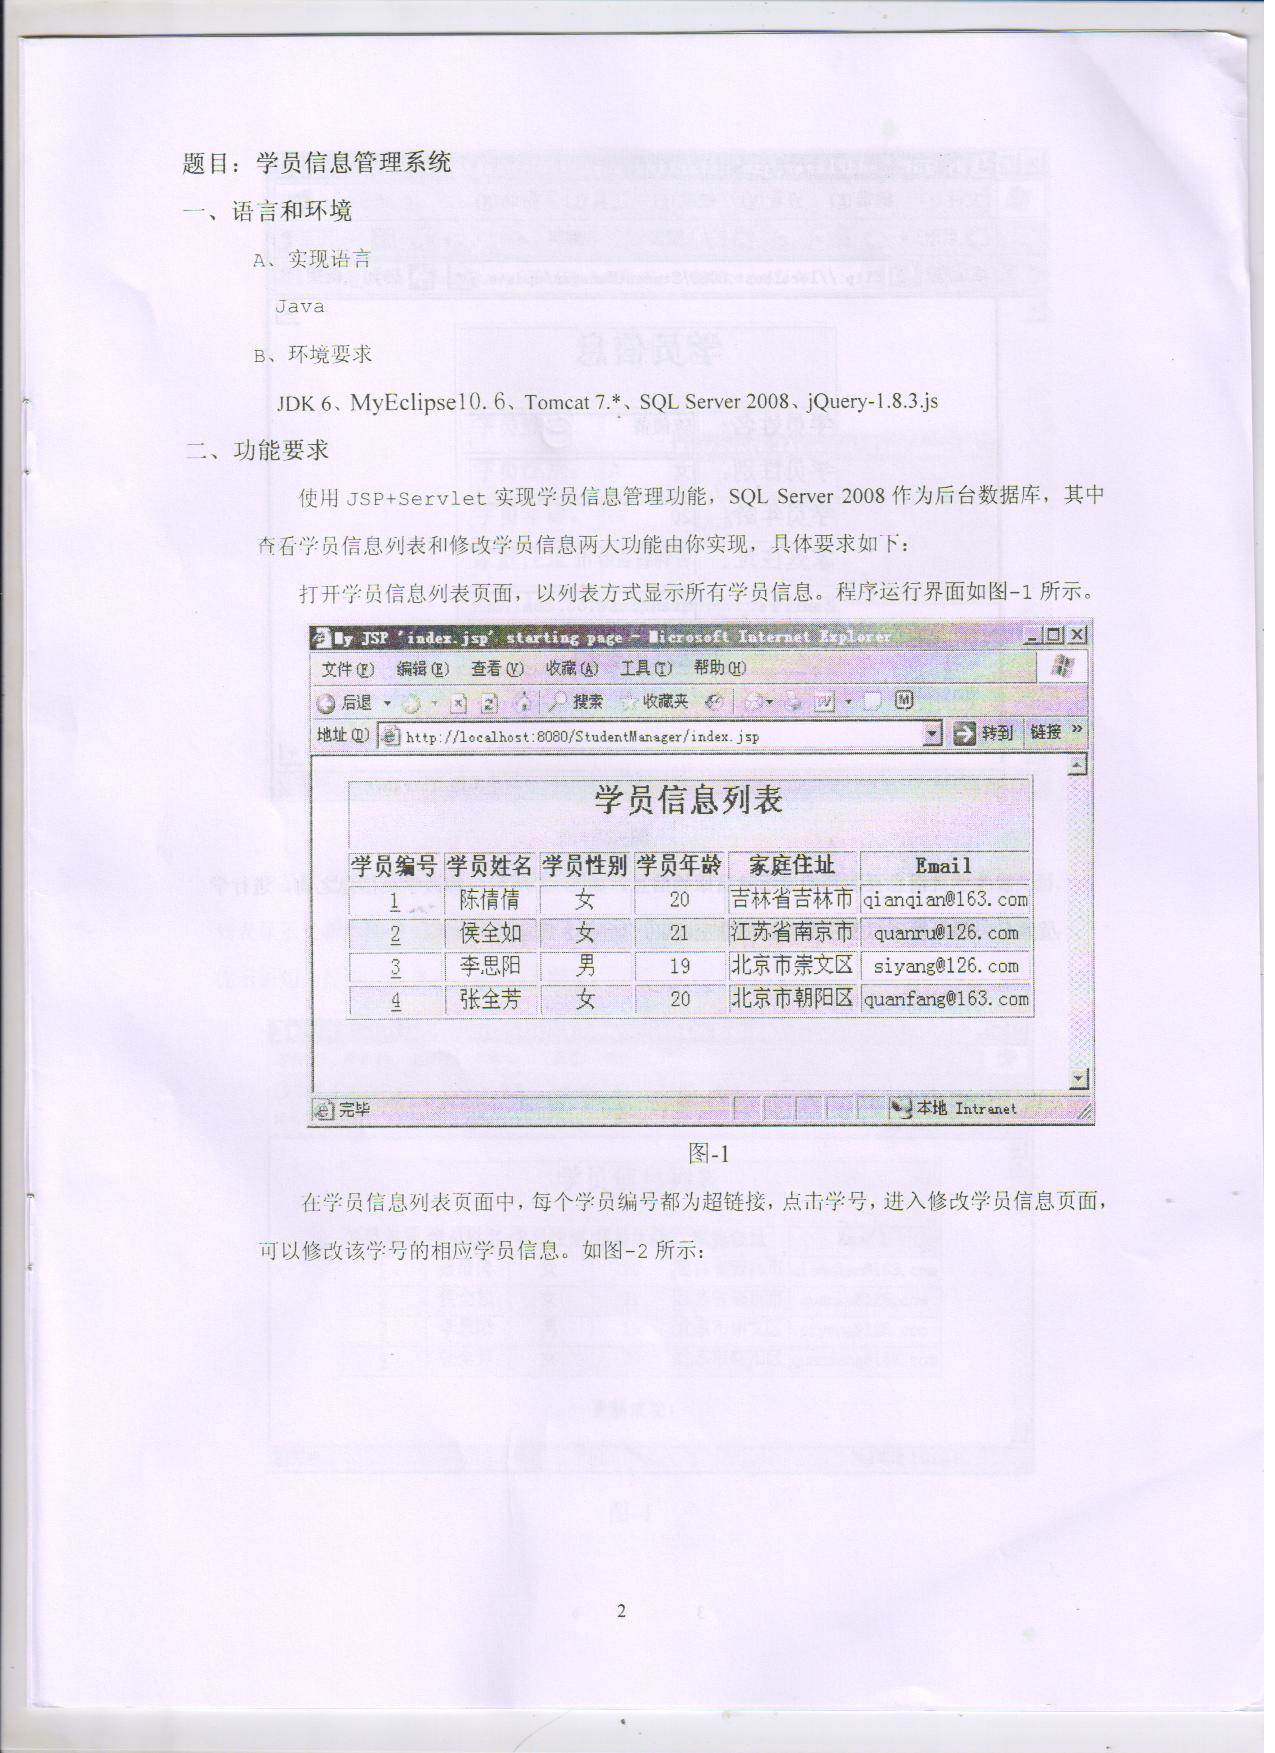 题目：学员信息管理系统
一、语言和环境
A、实现语言
Java
B、环境要求
JDK 6、MyEclipse10.6、Tomcat 7.*、SQL Server 2008、jQuery-1.8.3.js
二、功能要求
使用 JSP+Servlet 实现学员信息管理功能，SQL Server 2008 作为后台数据库，其中
查看学员信息列表和修改学员信息两大功能由你实现，具体要求如下：
打开学员信息列表页面，以列表方式显示所有学员信息。程序运行界面如图-1 所示。
My JSP 'index.jsp' starting page - Microsoft Internet Explorer
文件(F) 编辑(E) 查看(V) 收藏(A) 工具(T) 帮助(H)
后退 搜索 收藏夹
地址(D) http://localhost:8080/StudentManager/index.jsp 转到 链接 »
学员信息列表
学员编号 学员姓名 学员性别 学员年龄 家庭住址 Email
1 陈倩倩 女 20 吉林省吉林市 qianqian@163.com
2 侯全如 女 21 江苏省南京市 quanru@126.com
3 李思阳 男 19 北京市崇文区 siyang@126.com
4 张全芳 女 20 北京市朝阳区 quanfang@163.com
完毕 本地 Intranet
图-1
在学员信息列表页面中，每个学员编号都为超链接，点击学号，进入修改学员信息页面，
可以修改该学号的相应学员信息。如图-2 所示：
2